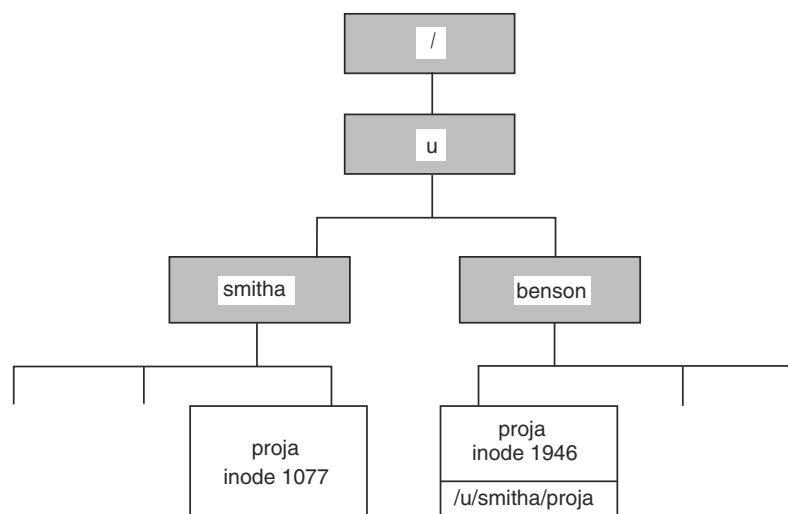 /
u
smitha
benson
proja
inode 1077
proja
inode 1946
/u/smitha/proja